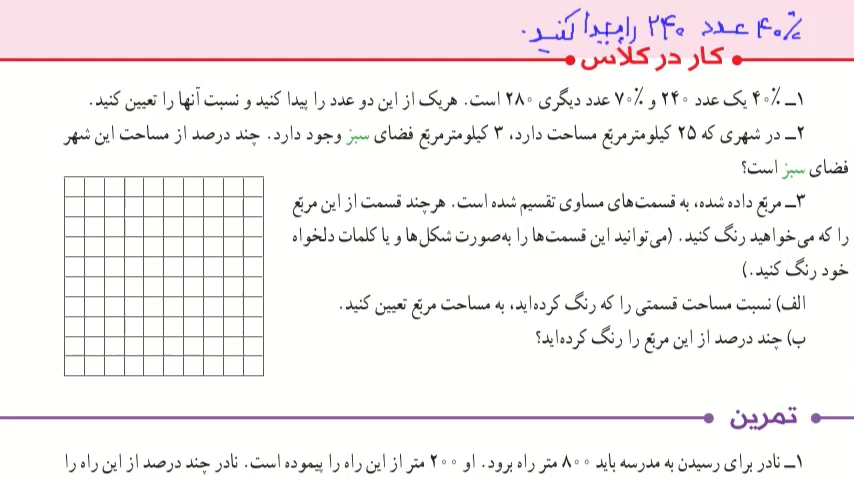 ۴۰٪ عدد ۲۴۰ را پیدا کنید.
کار در کلاس
۱ــ ۴۰٪ یک عدد ۲۴۰ و ۷۰٪ عدد دیگری ۲۸۰ است. هریک از این دو عدد را پیدا کنید و نسبت آنها را تعیین کنید.
۲ــ در شهری که ۲۵ کیلومترمربّع مساحت دارد، ۳ کیلومترمربّع فضای سبز وجود دارد. چند درصد از مساحت این شهر
فضای سبز است؟
۳ــ مربّع داده شده، به قسمت‌های مساوی تقسیم شده است. هرچند قسمت از این مربّع
را که می‌خواهید رنگ کنید. (می‌توانید این قسمت‌ها را به‌صورت شکل‌ها و یا کلمات دلخواه
خود رنگ کنید.)
الف) نسبت مساحت قسمتی را که رنگ کرده‌اید، به مساحت مربّع تعیین کنید.
ب) چند درصد از این مربّع را رنگ کرده‌اید؟
تمرین
۱ــ نادر برای رسیدن به مدرسه باید ۸۰۰ متر راه برود. او ۲۰۰ متر از این راه را پیموده است. نادر چند درصد از این راه را